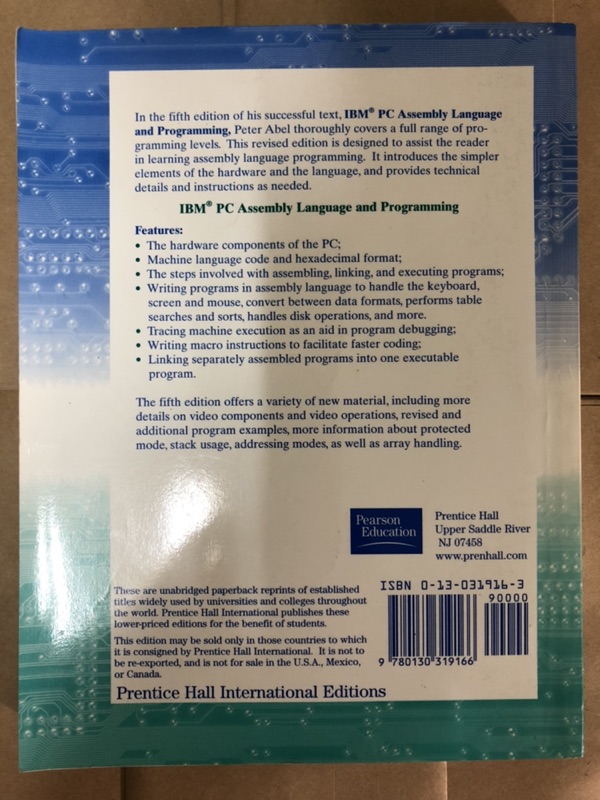 In the fifth edition of his successful text, IBM® PC Assembly Language
and Programming, Peter Abel thoroughly covers a full range of pro-
gramming levels. This revised edition is designed to assist the reader
in learning assembly language programming. It introduces the simpler
elements of the hardware and the language, and provides technical
details and instructions as needed.
IBM® PC Assembly Language and Programming
Features:
• The hardware components of the PC;
• Machine language code and hexadecimal format;
• The steps involved with assembling, linking, and executing programs;
• Writing programs in assembly language to handle the keyboard,
screen and mouse, convert between data formats, performs table
searches and sorts, handles disk operations, and more.
• Tracing machine execution as an aid in program debugging;
• Writing macro instructions to facilitate faster coding;
• Linking separately assembled programs into one executable
program.
The fifth edition offers a variety of new material, including more
details on video components and video operations, revised and
additional program examples, more information about protected
mode, stack usage, addressing modes, as well as array handling.
Pearson
Education
Prentice Hall
Upper Saddle River
NJ 07458
www.prenhall.com
These are unabridged paperback reprints of established
titles widely used by universities and colleges throughout
the world. Prentice Hall International publishes these
lower-priced editions for the benefit of students.
This edition may be sold only in those countries to which
it is consigned by Prentice Hall International. It is not to
be re-exported, and is not for sale in the U.S.A., Mexico,
or Canada.
Prentice Hall International Editions
ISBN 0-13-031916-3
90000
9 780130 319166